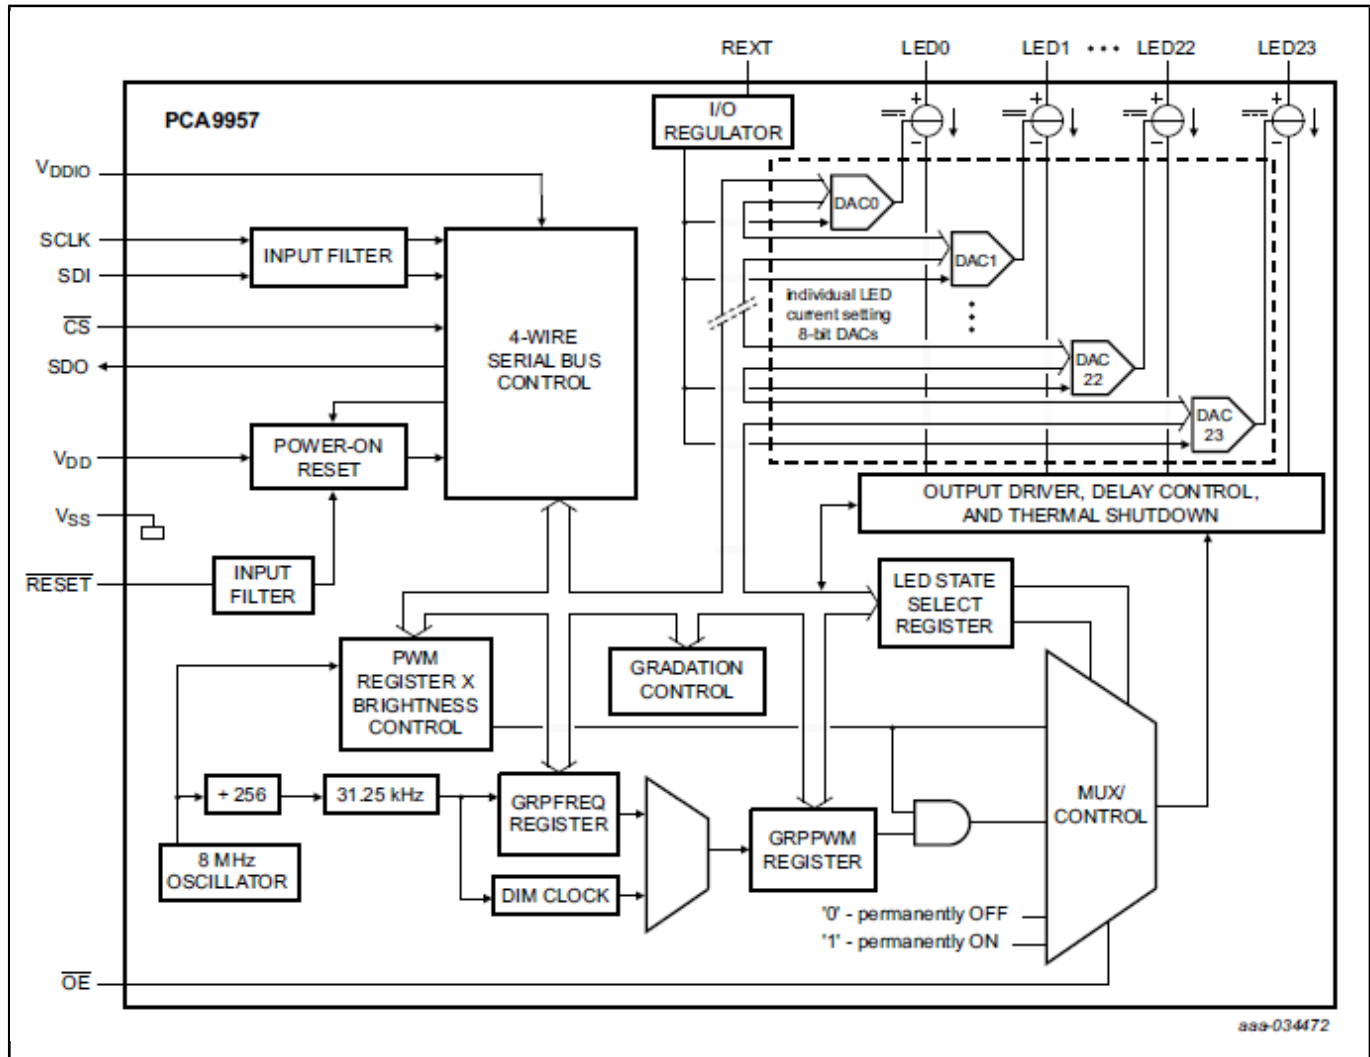 REXT LED0 LED1 ••• LED22 LED23
PCA9957
I/O
REGULATOR
+ + + +
− − − −
VDDIO
SCLK
SDI
CS
SDO
VDD
VSS
RESET
INPUT FILTER
4-WIRE
SERIAL BUS
CONTROL
POWER-ON
RESET
INPUT
FILTER
DAC0
DAC1
individual LED
current setting
8-bit DACs
DAC
22
DAC
23
OUTPUT DRIVER, DELAY CONTROL,
AND THERMAL SHUTDOWN
LED STATE
SELECT
REGISTER
PWM
REGISTER X
BRIGHTNESS
CONTROL
GRADATION
CONTROL
MUX/
CONTROL
÷ 256
31.25 kHz
GRPFREQ
REGISTER
GRPPWM
REGISTER
8 MHz
OSCILLATOR
DIM CLOCK
'0' - permanently OFF
'1' - permanently ON
OE
aaa-034472